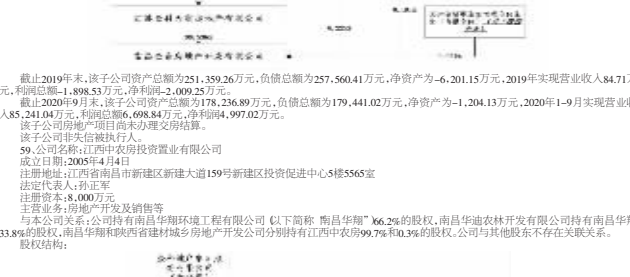 截止2019年末,该子公司资产总额为251,359.26万元,负债总额为257,560.41万元,净资产为-6,201.15万元,2019年实现营业收入84.71万
元,利润总额-1,898.53万元,净利润-2,009.25万元。
截止2020年9月末,该子公司资产总额为178,236.89万元,负债总额为179,441.02万元,净资产为-1,204.13万元,2020年1-9月实现营业收
入85,241.04万元,利润总额6,698.84万元,净利润4,997.02万元。
该子公司房地产项目尚未办理交房结算。
该子公司非失信被执行人。
59、公司名称:江西中农房投资置业有限公司
成立日期:2005年4月4日
注册地址:江西省南昌市新建区新建大道159号新建区投资促进中心5楼5565室
法定代表人:孙正军
注册资本:8,000万元
主营业务:房地产开发及销售等
与本公司关系:公司持有南昌华翔环境工程有限公司(以下简称“南昌华翔”)66.2%的股权,南昌华迪农林开发有限公司持有南昌华翔
33.8%的股权,南昌华翔和陕西省建材城乡房地产开发公司分别持有江西中农房99.7%和0.3%的股权。公司与其他股东不存在关联关系。
股权结构: